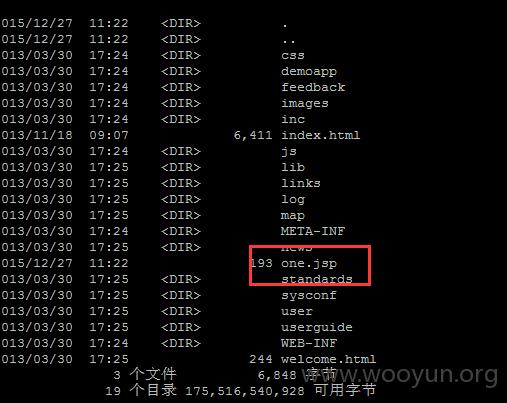 015/12/27  11:22    <DIR>          .
015/12/27  11:22    <DIR>          ..
013/03/30  17:24    <DIR>          css
013/03/30  17:24    <DIR>          demoapp
013/03/30  17:24    <DIR>          feedback
013/03/30  17:24    <DIR>          images
013/03/30  17:24    <DIR>          inc
013/11/18  09:07             6,411 index.html
013/03/30  17:24    <DIR>          js
013/03/30  17:25    <DIR>          lib
013/03/30  17:25    <DIR>          links
013/03/30  17:25    <DIR>          log
013/03/30  17:25    <DIR>          map
013/03/30  17:24    <DIR>          META-INF
013/03/30  17:25    <DIR>          news
015/12/27  11:22               193 one.jsp
013/03/30  17:25    <DIR>          standards
013/03/30  17:25    <DIR>          sysconf
013/03/30  17:25    <DIR>          user
013/03/30  17:25    <DIR>          userguide
013/03/30  17:24    <DIR>          WEB-INF
013/03/30  17:25               244 welcome.html
3 个文件          6,848 字节
19 个目录 175,516,540,928 可用字节
www.wooyun.org